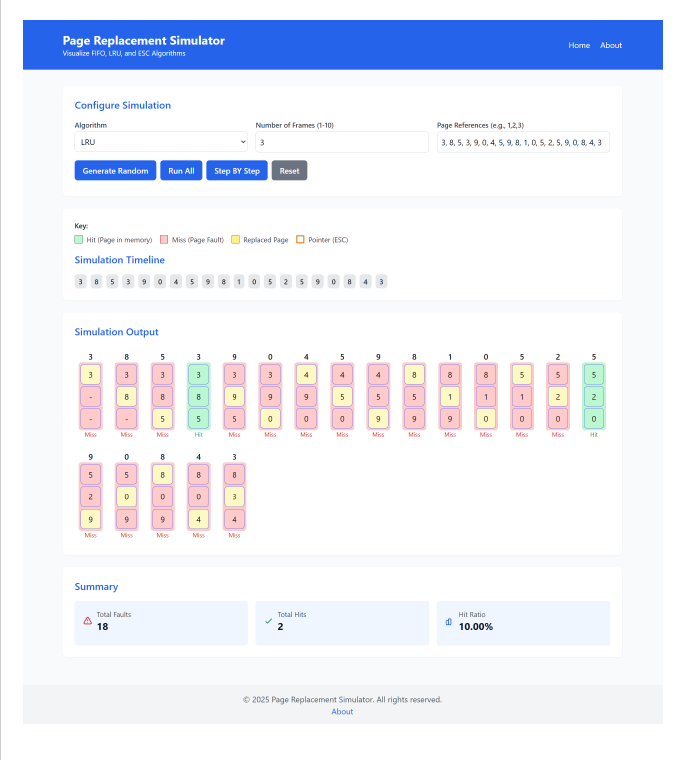 Page Replacement Simulator
Visualize FIFO, LRU, and ESC Algorithms
Home About
Configure Simulation
Algorithm Number of Frames (1-10) Page References (e.g., 1,2,3)
LRU 3 3, 8, 5, 3, 9, 0, 4, 5, 9, 8, 1, 0, 5, 2, 5, 9, 0, 8, 4, 3
Generate Random Run All Step BY Step Reset
Key:
Hit (Page in memory) Miss (Page Fault) Replaced Page Pointer (ESC)
Simulation Timeline
3 8 5 3 9 0 4 5 9 8 1 0 5 2 5 9 0 8 4 3
Simulation Output
3 8 5 3 9 0 4 5 9 8 1 0 5 2 5
3 3 3 3 3 3 4 4 4 8 8 8 5 5 5
- 8 8 8 9 9 9 5 5 5 1 1 1 2 2
- - 5 5 5 0 0 0 9 9 9 0 0 0 0
Miss Miss Miss Hit Miss Miss Miss Miss Miss Miss Miss Miss Miss Miss Hit
9 0 8 4 3
5 5 8 8 8
2 0 0 0 3
9 9 9 4 4
Miss Miss Miss Miss Miss
Summary
Total Faults Total Hits Hit Ratio
18 2 10.00%
© 2025 Page Replacement Simulator. All rights reserved.
About